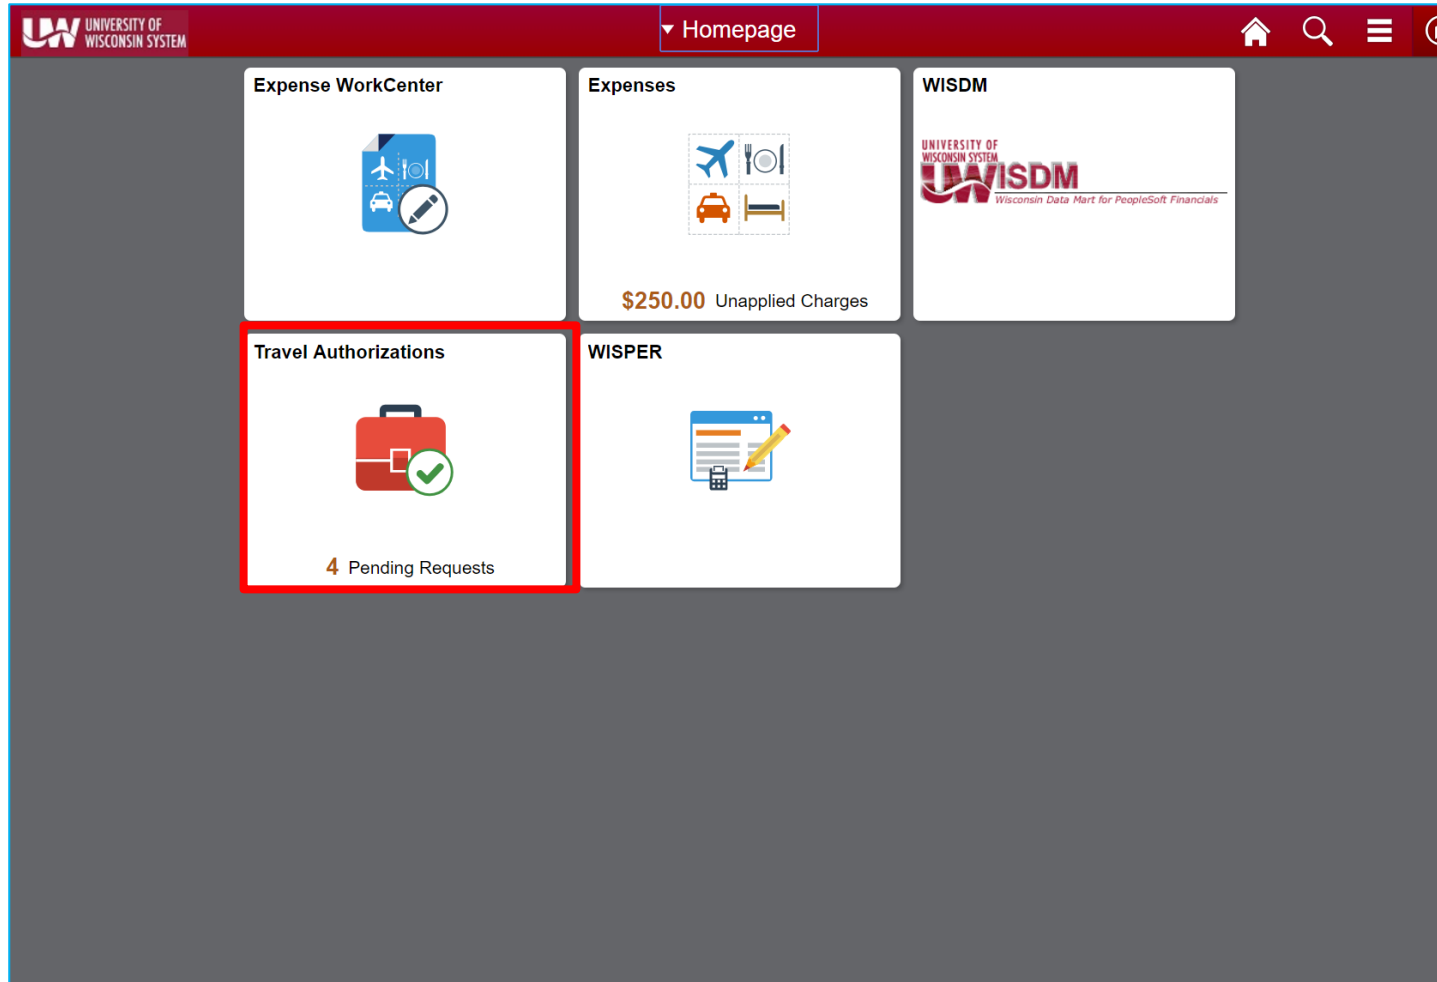 UW UNIVERSITY OF
WISCONSIN SYSTEM
Homepage
Expense WorkCenter
Expenses
$250.00 Unapplied Charges
WISDM
UNIVERSITY OF
WISCONSIN SYSTEM
UWISDM
Wisconsin Data Mart for PeopleSoft Financials
Travel Authorizations
4 Pending Requests
WISPER